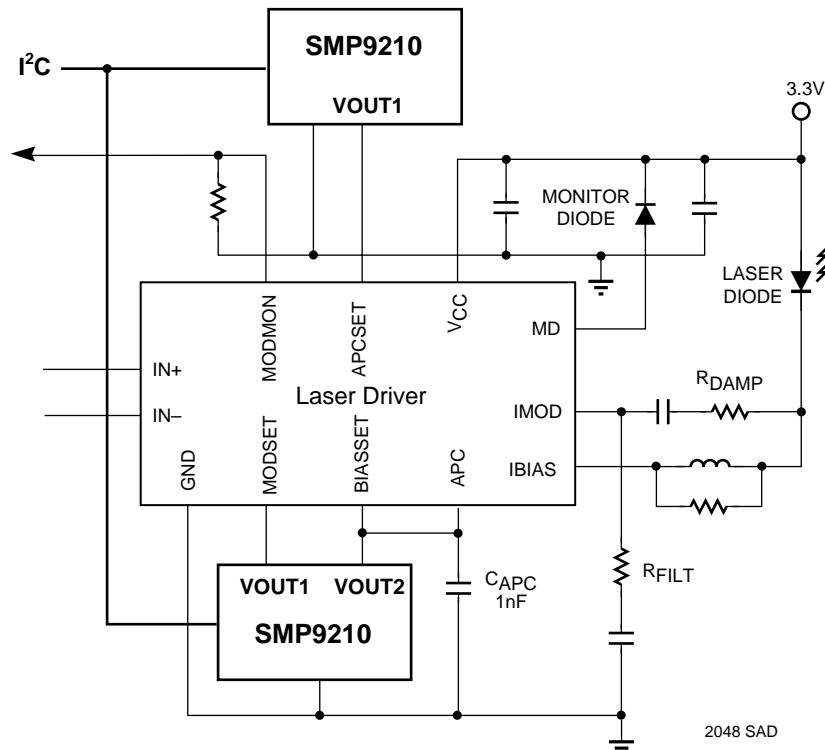 SMP9210
I²C
VOUT1
3.3V
MONITOR
DIODE
LASER
DIODE
MODMON
APCSET
VCC
MD
IN+
Laser Driver
RDAMP
IN–
IMOD
GND
MODSET
BIASSET
APC
IBIAS
VOUT1 VOUT2
SMP9210
CAPC
1nF
RFILT
2048 SAD